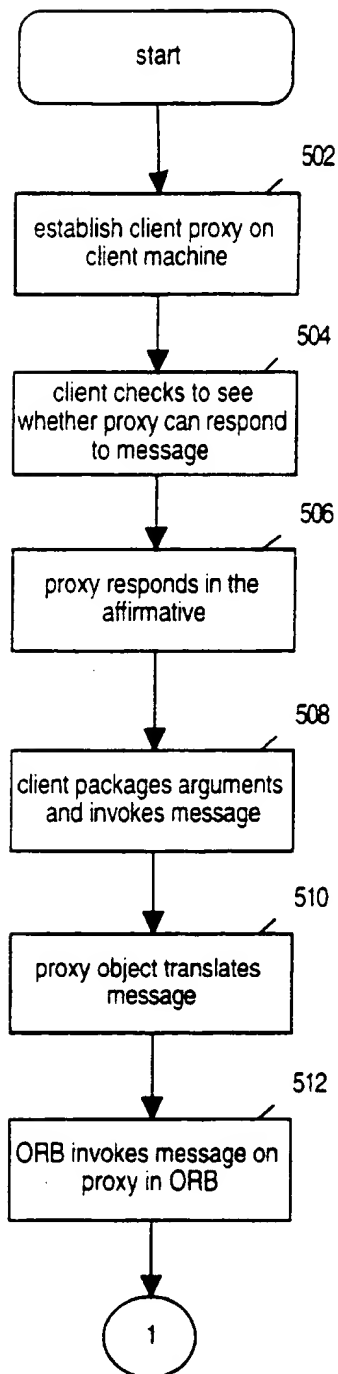 start
502
establish client proxy on
client machine
504
client checks to see
whether proxy can respond
to message
506
proxy responds in the
affirmative
508
client packages arguments
and invokes message
510
proxy object translates
message
512
ORB invokes message on
proxy in ORB
1